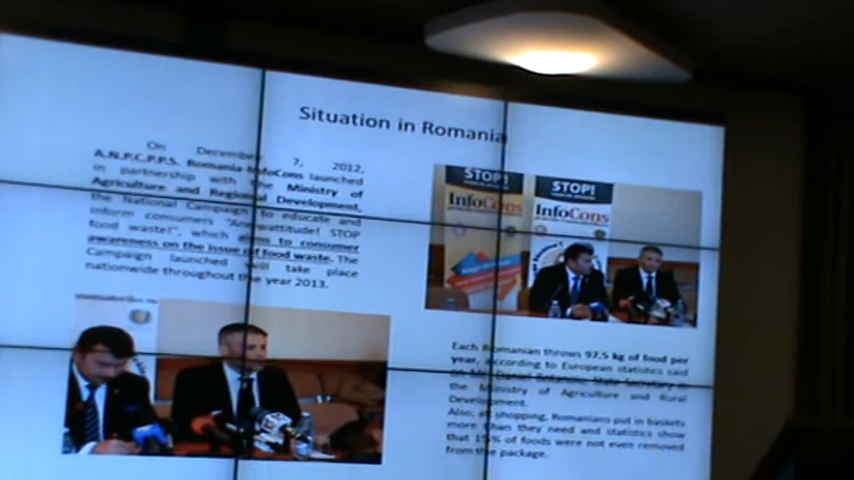 Situation in Romania
On December 7, 2012,
A.N.P.C.P.P.S. Romania-InfoCons launched
in partnership with the Ministry of
Agriculture and Regional Development,
the National Campaign to educate and
inform consumers STOP
food waste!", which aims to consumer
awareness on the issue of food waste. The
Campaign launched will take place
nationwide throughout the year 2013.
STOP!
InfoCons
STOP!
InfoCons
Each Romanian throws 97.5 kg of food per
year, according to European statistics said
State Secretary in
the Ministry of Agriculture and Rural
Development.
Also, at shopping, Romanians put in baskets
more than they need and statistics show
that 15% of foods were not even removed
from the package.